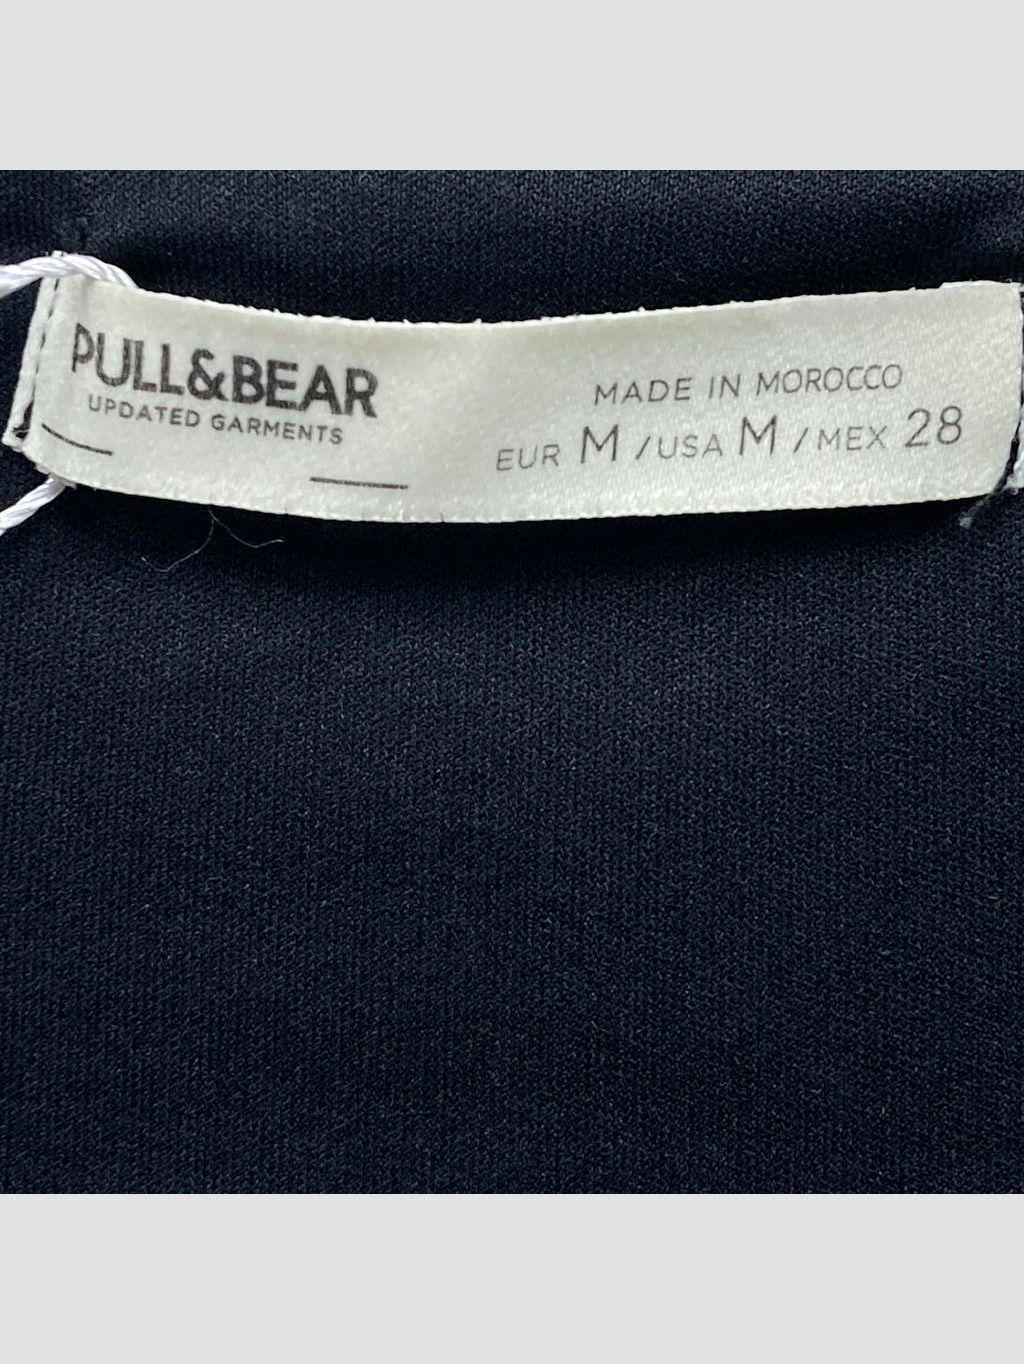 PULL&BEAR
UPDATED GARMENTS
MADE IN MOROCCO
EUR M / USA M / MEX 28